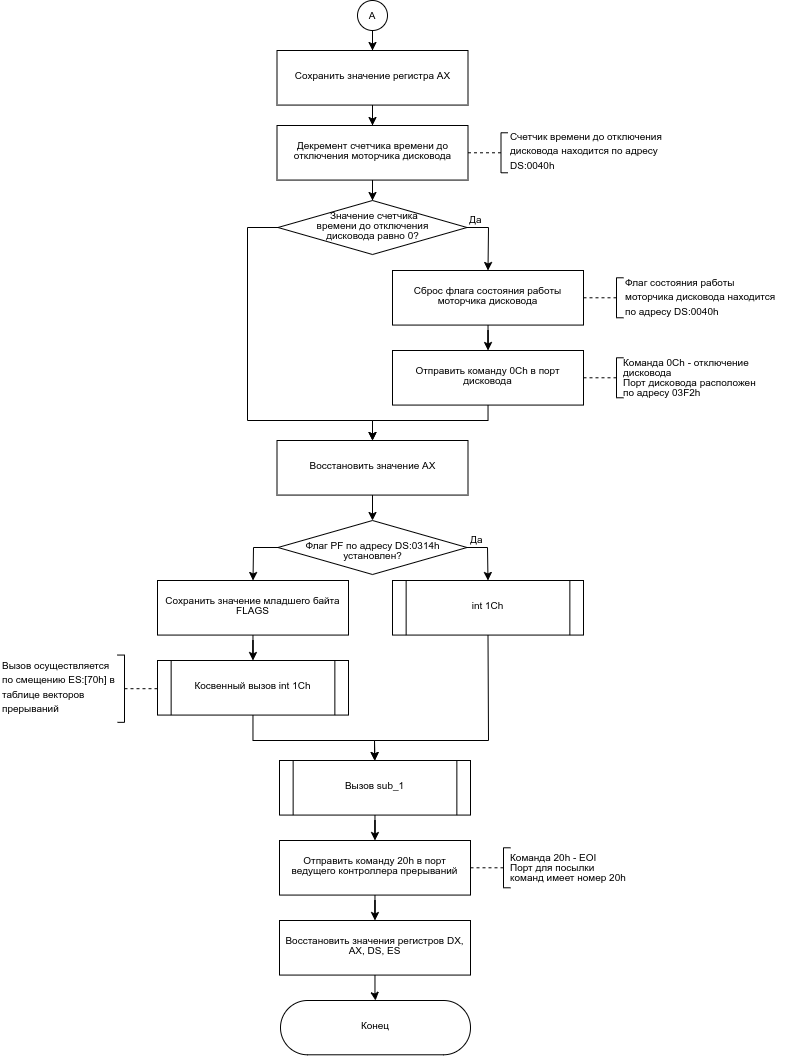 A
Сохранить значение регистра AX
Декремент счетчика времени до
отключения моторчика дисковода
Счетчик времени до отключения
дисковода находится по адресу
DS:0040h
Значение счетчика
времени до отключения
дисковода равно 0?
Да
Сброс флага состояния работы
моторчика дисковода
Флаг состояния работы
моторчика дисковода находится
по адресу DS:0040h
Отправить команду 0Ch в порт
дисковода
Команда 0Ch - отключение
дисковода
Порт дисковода расположен
по адресу 03F2h
Восстановить значение AX
Флаг PF по адресу DS:0314h
установлен?
Да
Сохранить значение младшего байта
FLAGS
int 1Ch
Вызов осуществляется
по смещению ES:[70h] в
таблице векторов
прерываний
Косвенный вызов int 1Ch
Вызов sub_1
Отправить команду 20h в порт
ведущего контроллера прерываний
Команда 20h - EOI
Порт для посылки
команд имеет номер 20h
Восстановить значения регистров DX,
AX, DS, ES
Конец